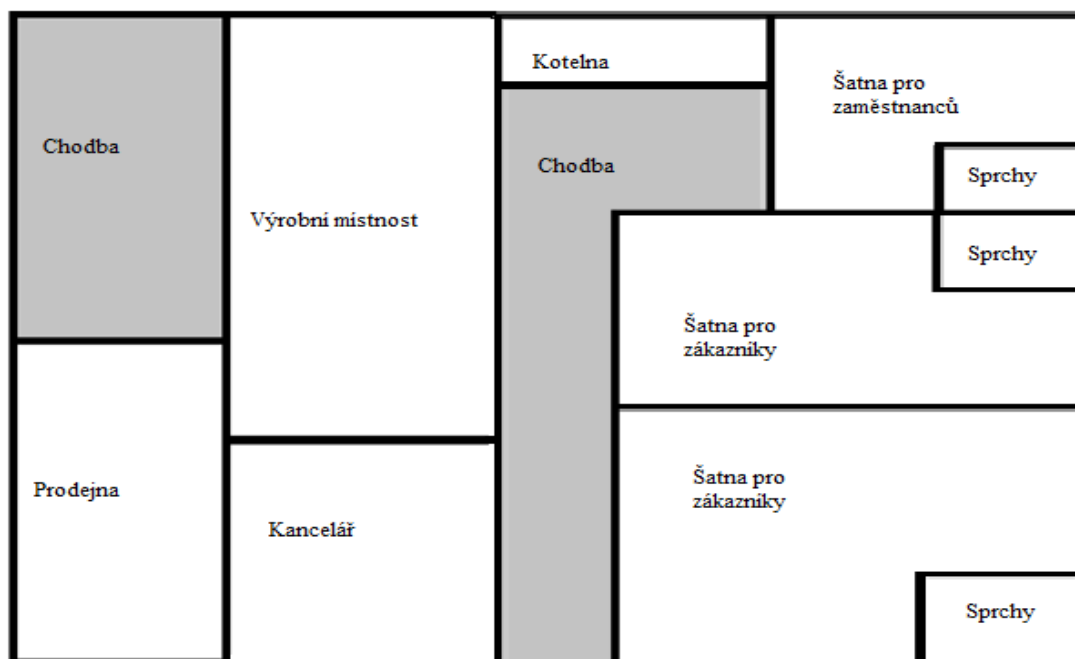 Kotelna
Šatna pro
zaměstnanců
Chodba
Chodba
Sprchy
Výrobní místnost
Sprchy
Šatna pro
zákazníky
Prodejna
Šatna pro
zákazníky
Kancelář
Sprchy